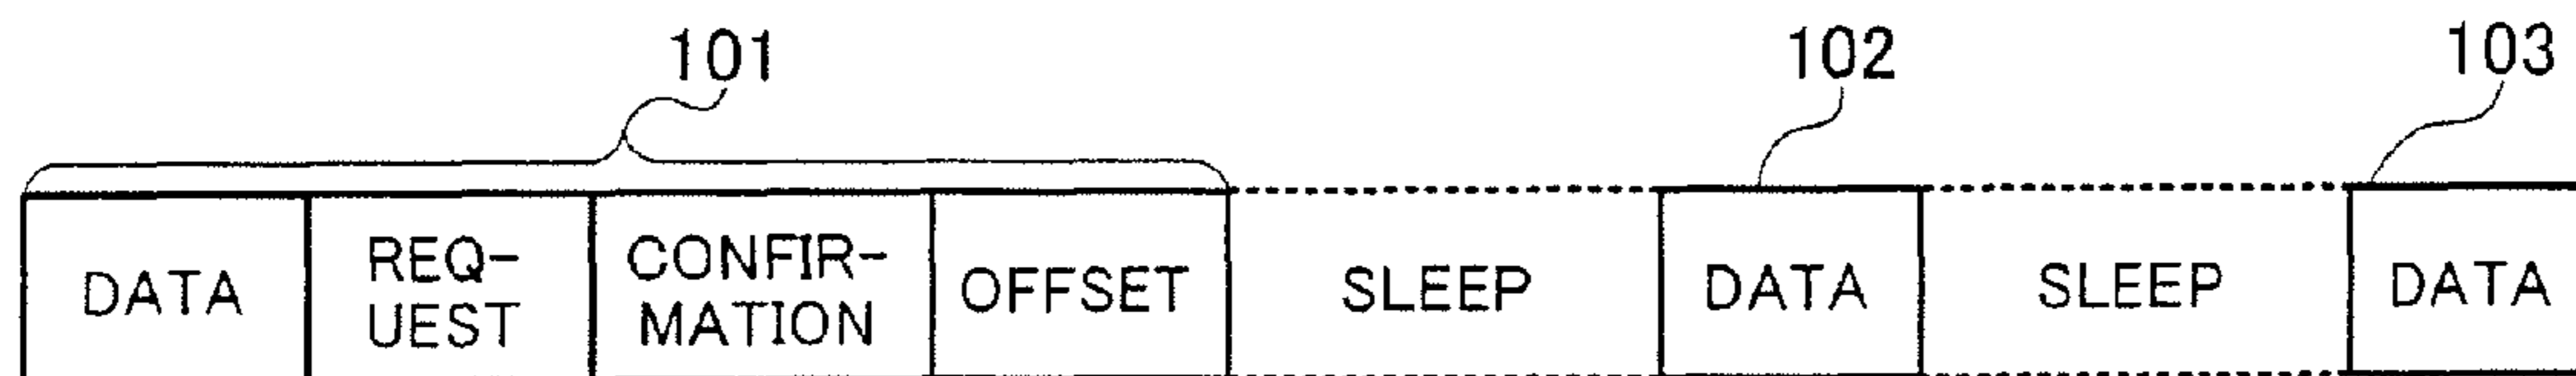 101
102
103
DATA
REQ-
UEST
CONFIR-
MATION
OFFSET
SLEEP
DATA
SLEEP
DATA